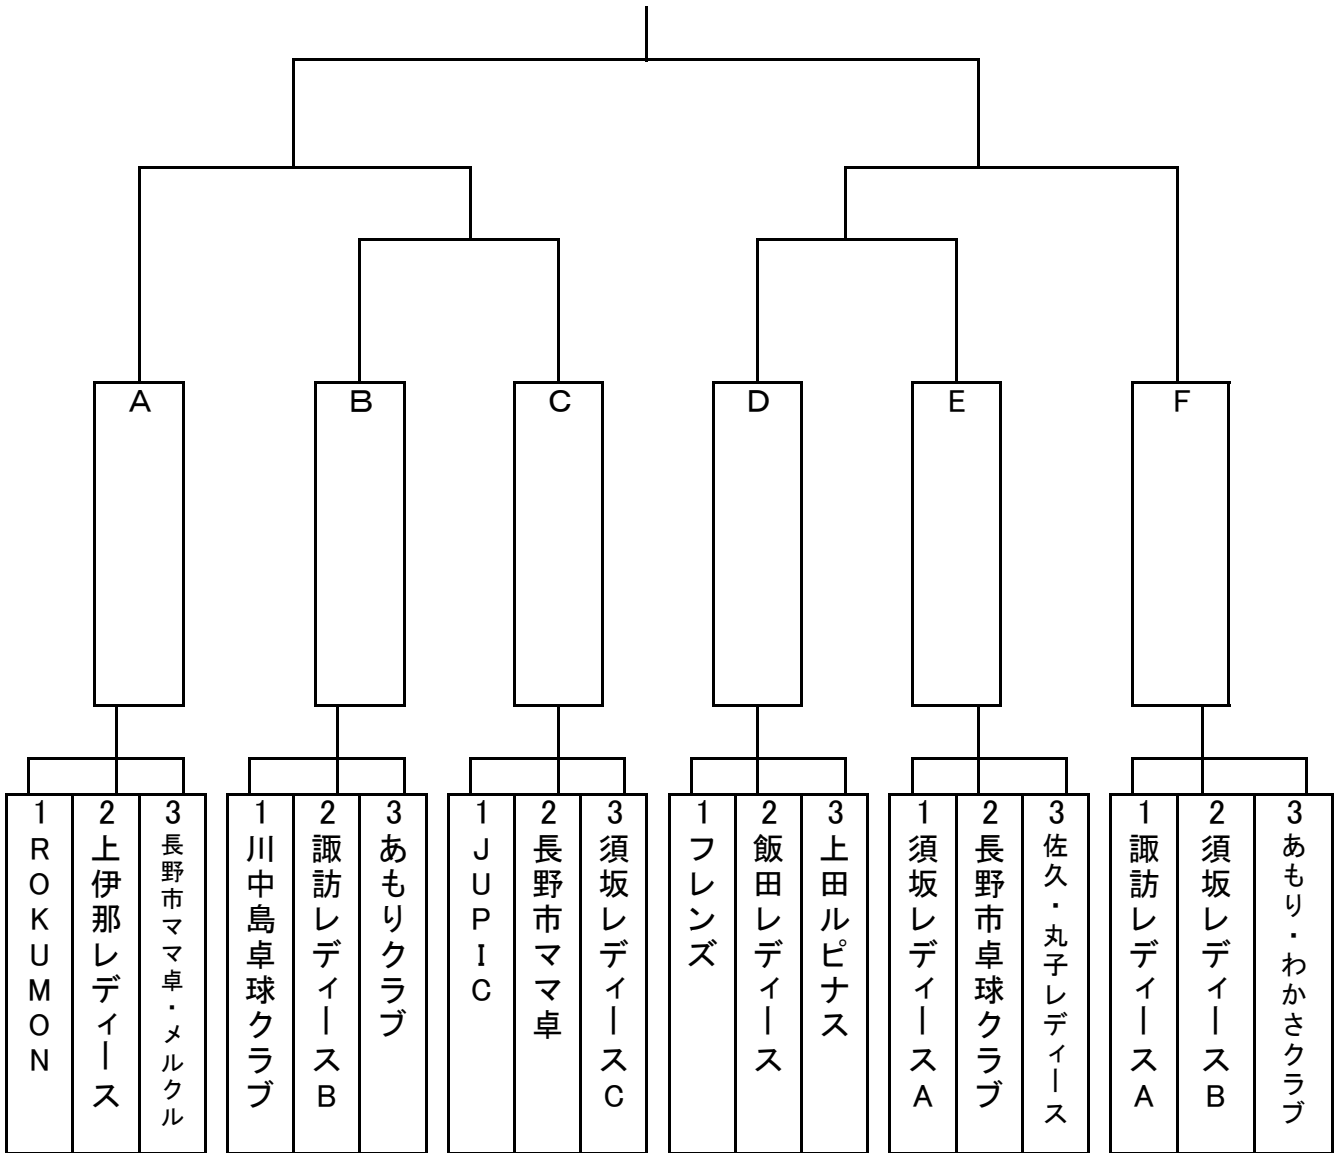 A
B
C
D
E
F
1
ROKUMON
2
上伊那レディース
3
長野市ママ卓・メルクル
1
川中島卓球クラブ
2
諏訪レディースB
3
あもりクラブ
1
JUPIC
2
長野市ママ卓
3
須坂レディースC
1
フレンズ
2
飯田レディース
3
上田ルピナス
1
須坂レディースA
2
長野市卓球クラブ
3
佐久・丸子レディース
1
諏訪レディースA
2
須坂レディースB
3
あもり・わかさクラブ